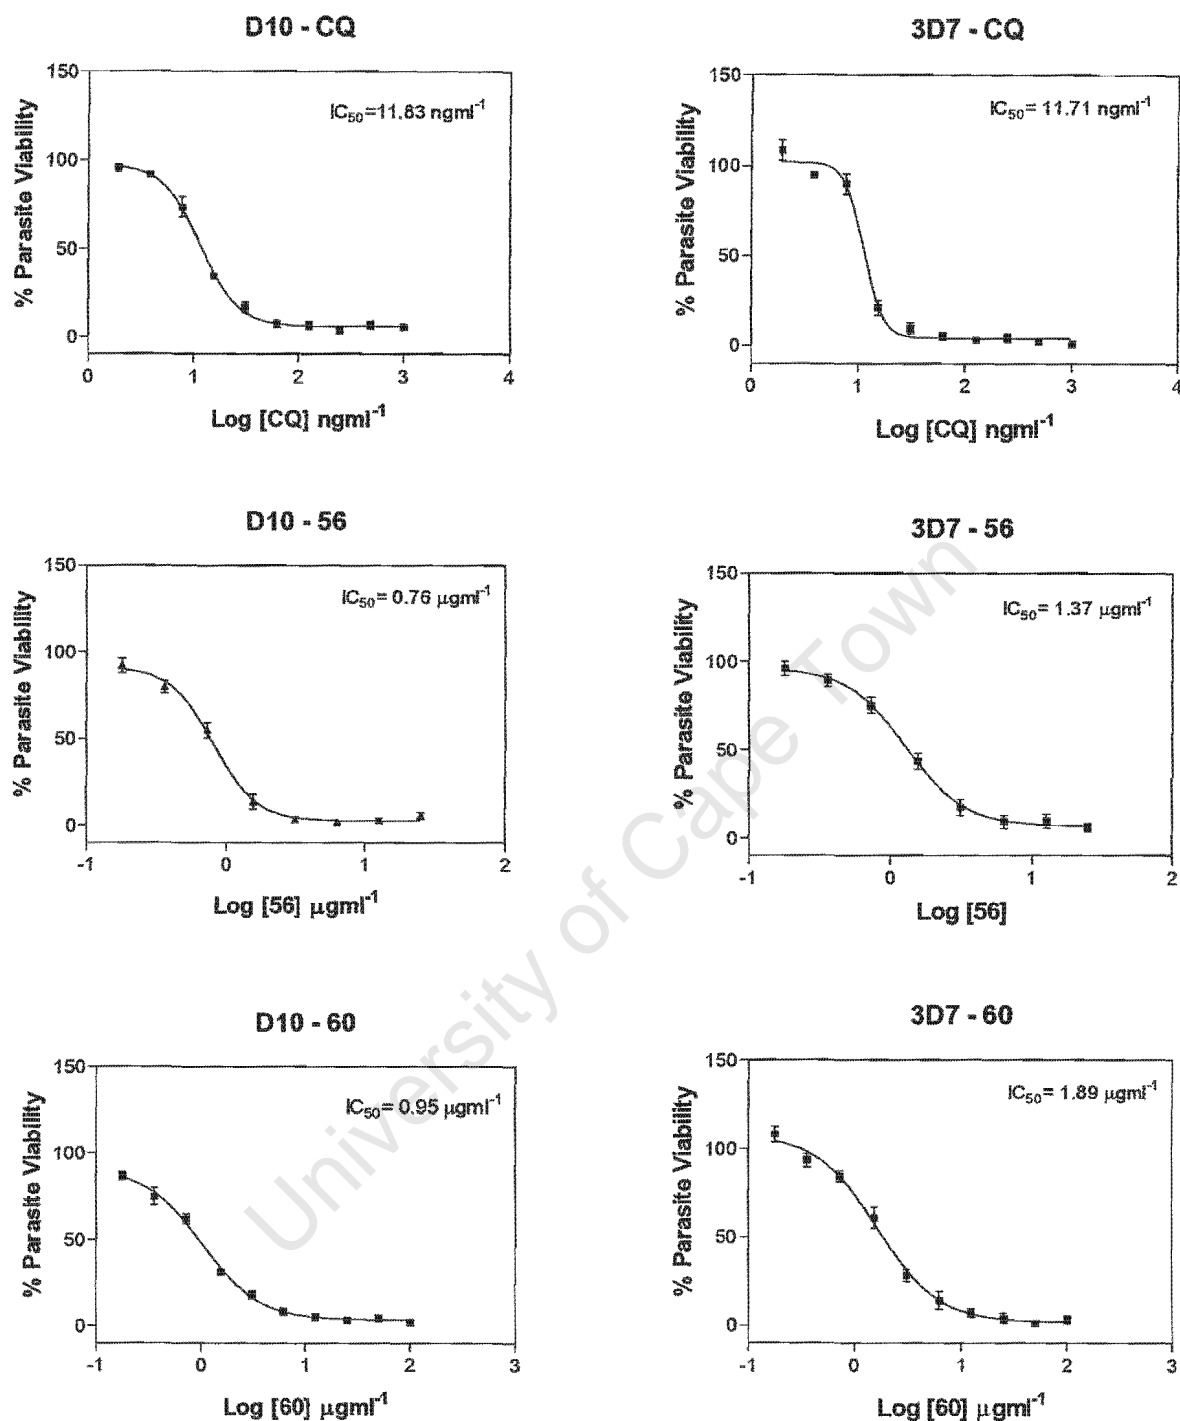 D10 - CQ
150
100
50
0
% Parasite Viability
IC50=11.83 ngml-1
0 1 2 3 4
Log [CQ] ngml-1
3D7 - CQ
150
100
50
0
% Parasite Viability
IC50= 11.71 ngml-1
0 1 2 3 4
Log [CQ] ngml-1
D10 - 56
150
100
50
0
% Parasite Viability
IC50= 0.76 µgml-1
-1 0 1 2
Log [56] µgml-1
3D7 - 56
150
100
50
0
% Parasite Viability
IC50= 1.37 µgml-1
-1 0 1 2
Log [56]
D10 - 60
150
100
50
0
% Parasite Viability
IC50= 0.95 µgml-1
-1 0 1 2 3
Log [60] µgml-1
3D7 - 60
150
100
50
0
% Parasite Viability
IC50= 1.89 µgml-1
-1 0 1 2 3
Log [60] µgml-1
University of Cape Town